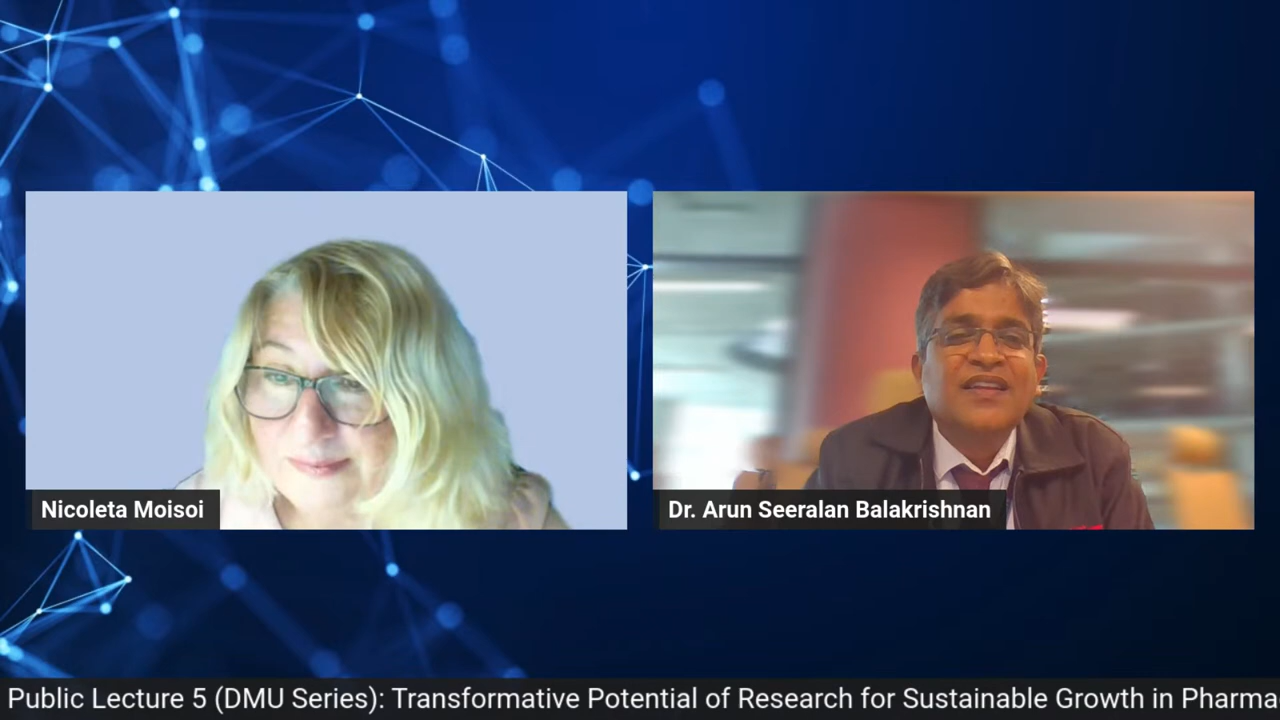 Nicoleta Moisoi
Dr. Arun Seeralan Balakrishnan
Public Lecture 5 (DMU Series): Transformative Potential of Research for Sustainable Growth in Pharma